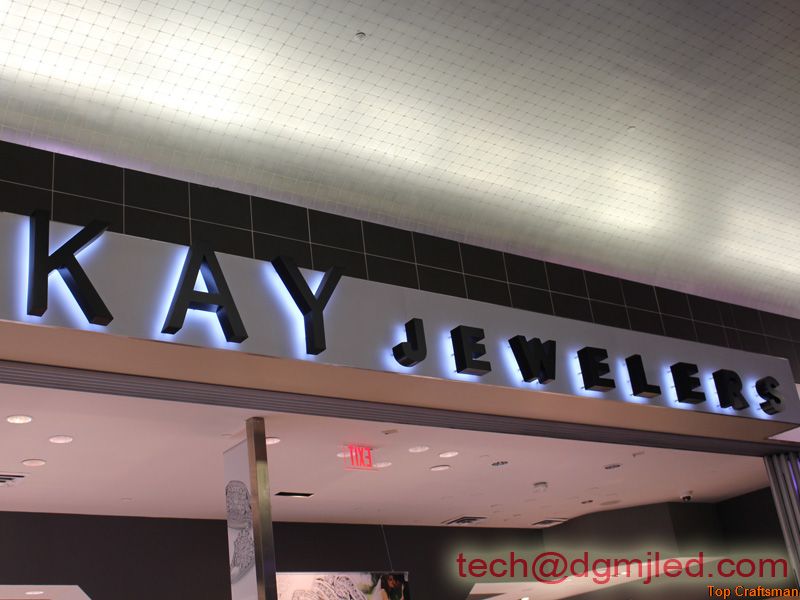 KAY JEWELERS
EXIT
tech@dgmjled.com
Top Craftsman